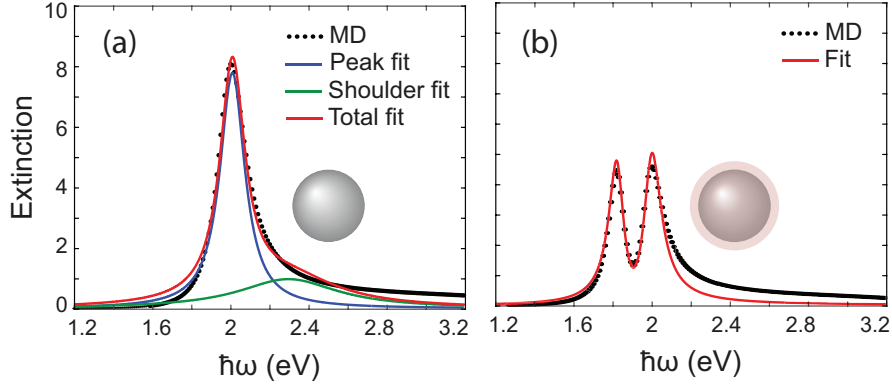 10
8
6
4
2
0
Extinction
(a)
MD
Peak fit
Shoulder fit
Total fit
1.2
1.6
2
2.4
2.8
3.2
ħω (eV)
(b)
MD
Fit
1.2
1.6
2
2.4
2.8
3.2
ħω (eV)